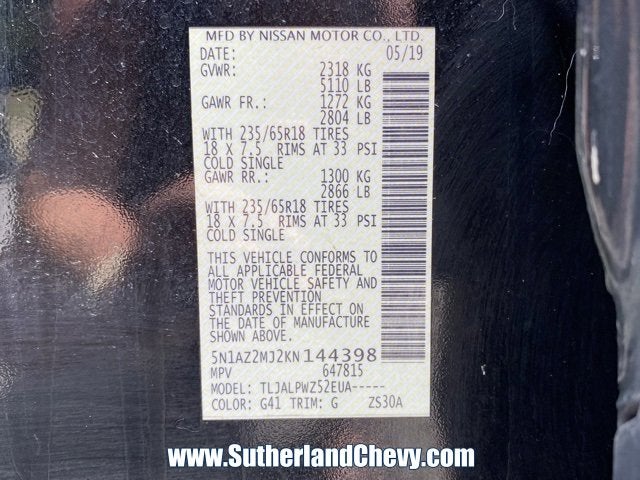 MFD BY NISSAN MOTOR CO., LTD.
DATE: 05/19
GVWR: 2318 KG
5110 LB
GAWR FR.: 1272 KG
2804 LB
WITH 235/65R18 TIRES
18 X 7.5 RIMS AT 33 PSI
COLD SINGLE
GAWR RR.: 1300 KG
2866 LB
WITH 235/65R18 TIRES
18 X 7.5 RIMS AT 33 PSI
COLD SINGLE
THIS VEHICLE CONFORMS TO
ALL APPLICABLE FEDERAL
MOTOR VEHICLE SAFETY AND
THEFT PREVENTION
STANDARDS IN EFFECT ON
THE DATE OF MANUFACTURE
SHOWN ABOVE.
5N1AZ2MJ2KN144398
MPV 647815
MODEL: TLJALPWZ52EUA-----
COLOR: G41 TRIM: G ZS30A
www.SutherlandChevy.com